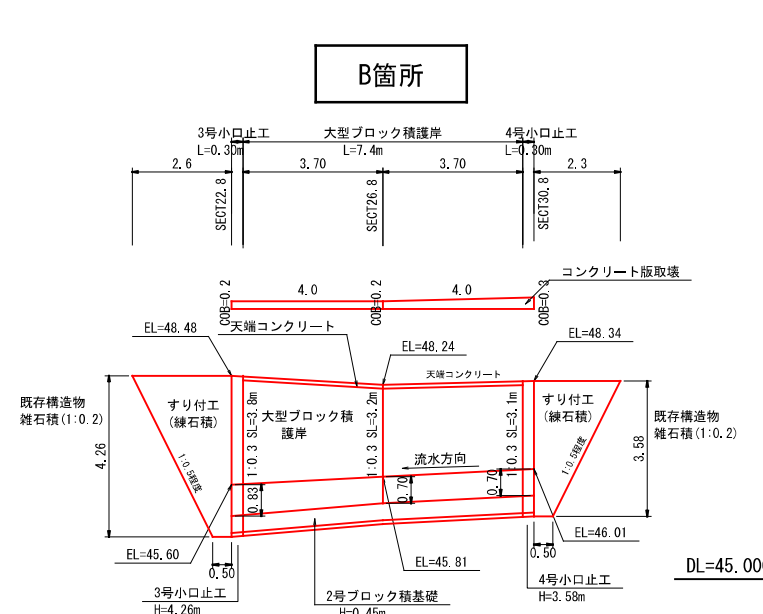 B箇所
3号小口止工
大型ブロック積護岸
4号小口止工
L=0.30m
L=7.4m
L=0.30m
2.6
3.70
3.70
2.3
SECT22.8
SECT26.8
SECT30.8
コンクリート版取壊
COB=0.2
4.0
COB=0.2
4.0
EL=48.48
天端コンクリート
EL=48.24
EL=48.34
天端コンクリート
既存構造物
雑石積(1:0.2)
すり付工
(練石積)
大型ブロック積
護岸
すり付工
(練石積)
既存構造物
雑石積(1:0.2)
4.26
1:0.5程度
1:0.3 SL=3.8m
1:0.3 SL=3.2m
1:0.3 SL=3.1m
1:0.5程度
3.58
流水方向
0.83
0.70
0.70
EL=45.60
0.50
EL=45.81
0.50
EL=46.01
DL=45.00
3号小口止工
H=4.26m
2号ブロック積基礎
H=0.45m
4号小口止工
H=3.58m